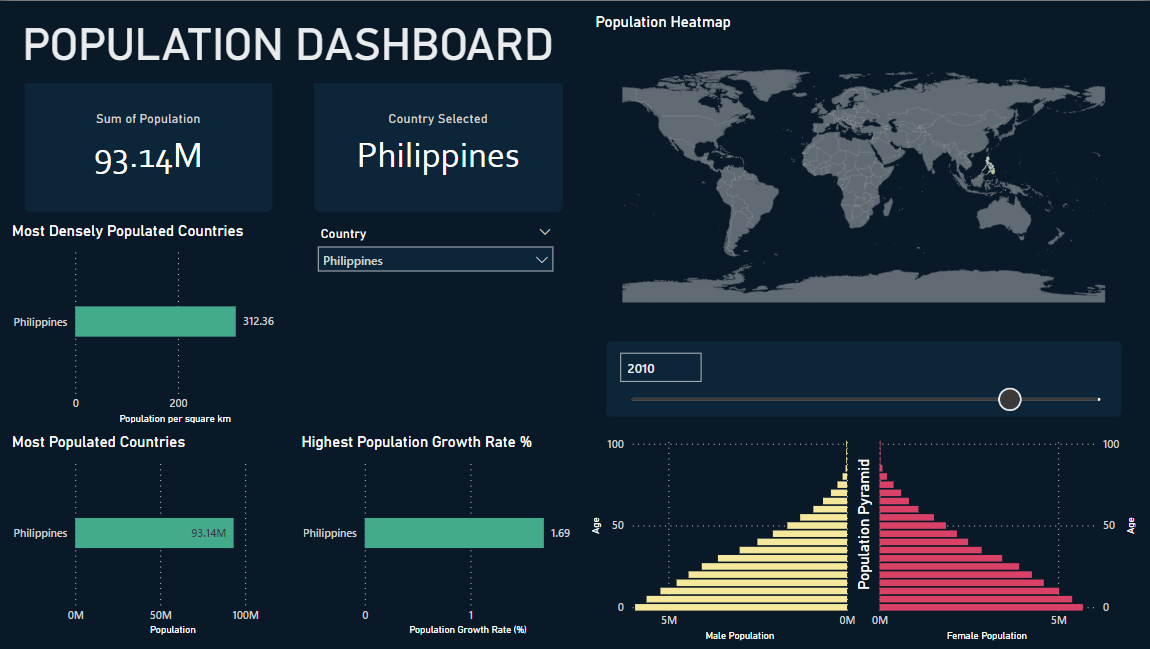 POPULATION DASHBOARD
Sum of Population
93.14M
Country Selected
Philippines
Most Densely Populated Countries
Philippines
312.36
0
200
Population per square km
Country
Philippines
Most Populated Countries
Philippines
93.14M
0M
50M
100M
Population
Highest Population Growth Rate %
Philippines
1.69
0
1
Population Growth Rate (%)
Population Heatmap
2010
100
50
0
Age
5M
0M
Male Population
Population Pyramid
0M
5M
Female Population
100
50
0
Age